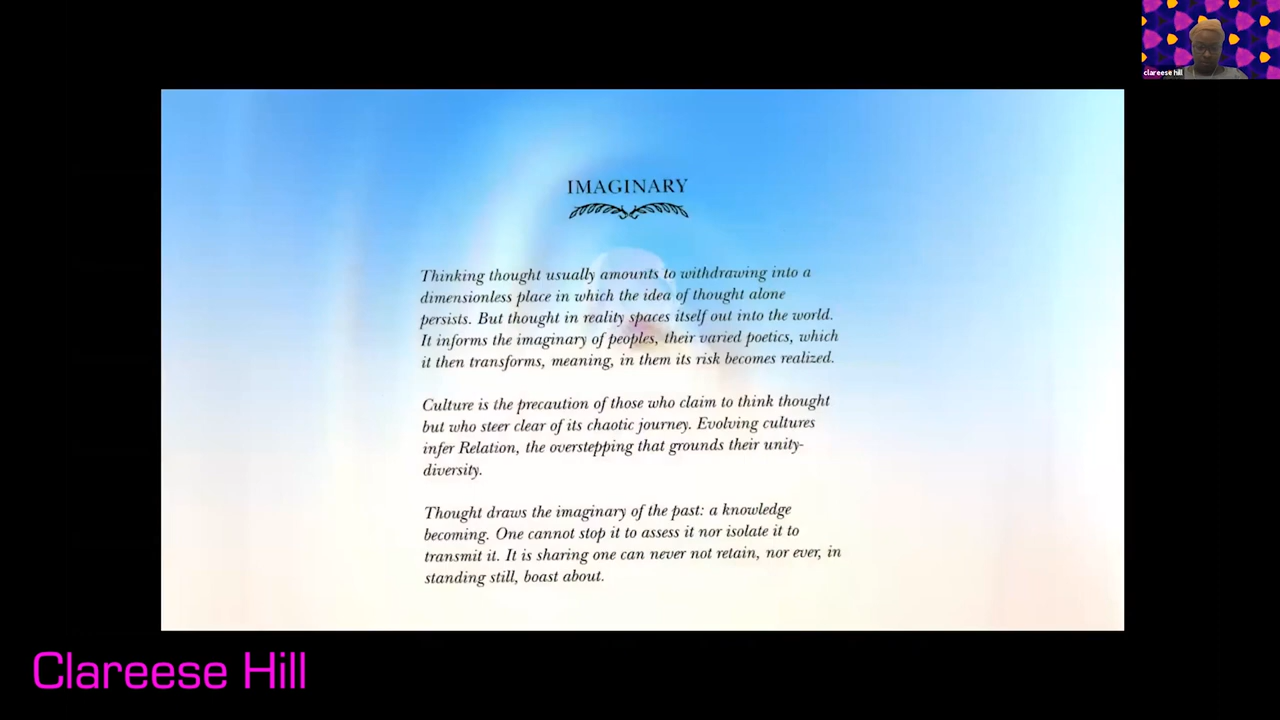 clareese hill
IMAGINARY
Thinking thought usually amounts to withdrawing into a
dimensionless place in which the idea of thought alone
persists. But thought in reality spaces itself out into the world.
It informs the imaginary of peoples, their varied poetics, which
it then transforms, meaning, in them its risk becomes realized.
Culture is the precaution of those who claim to think thought
but who steer clear of its chaotic journey. Evolving cultures
infer Relation, the overstepping that grounds their unity-
diversity.
Thought draws the imaginary of the past: a knowledge
becoming. One cannot stop it to assess it nor isolate it to
transmit it. It is sharing one can never not retain, nor ever, in
standing still, boast about.
Clareese Hill